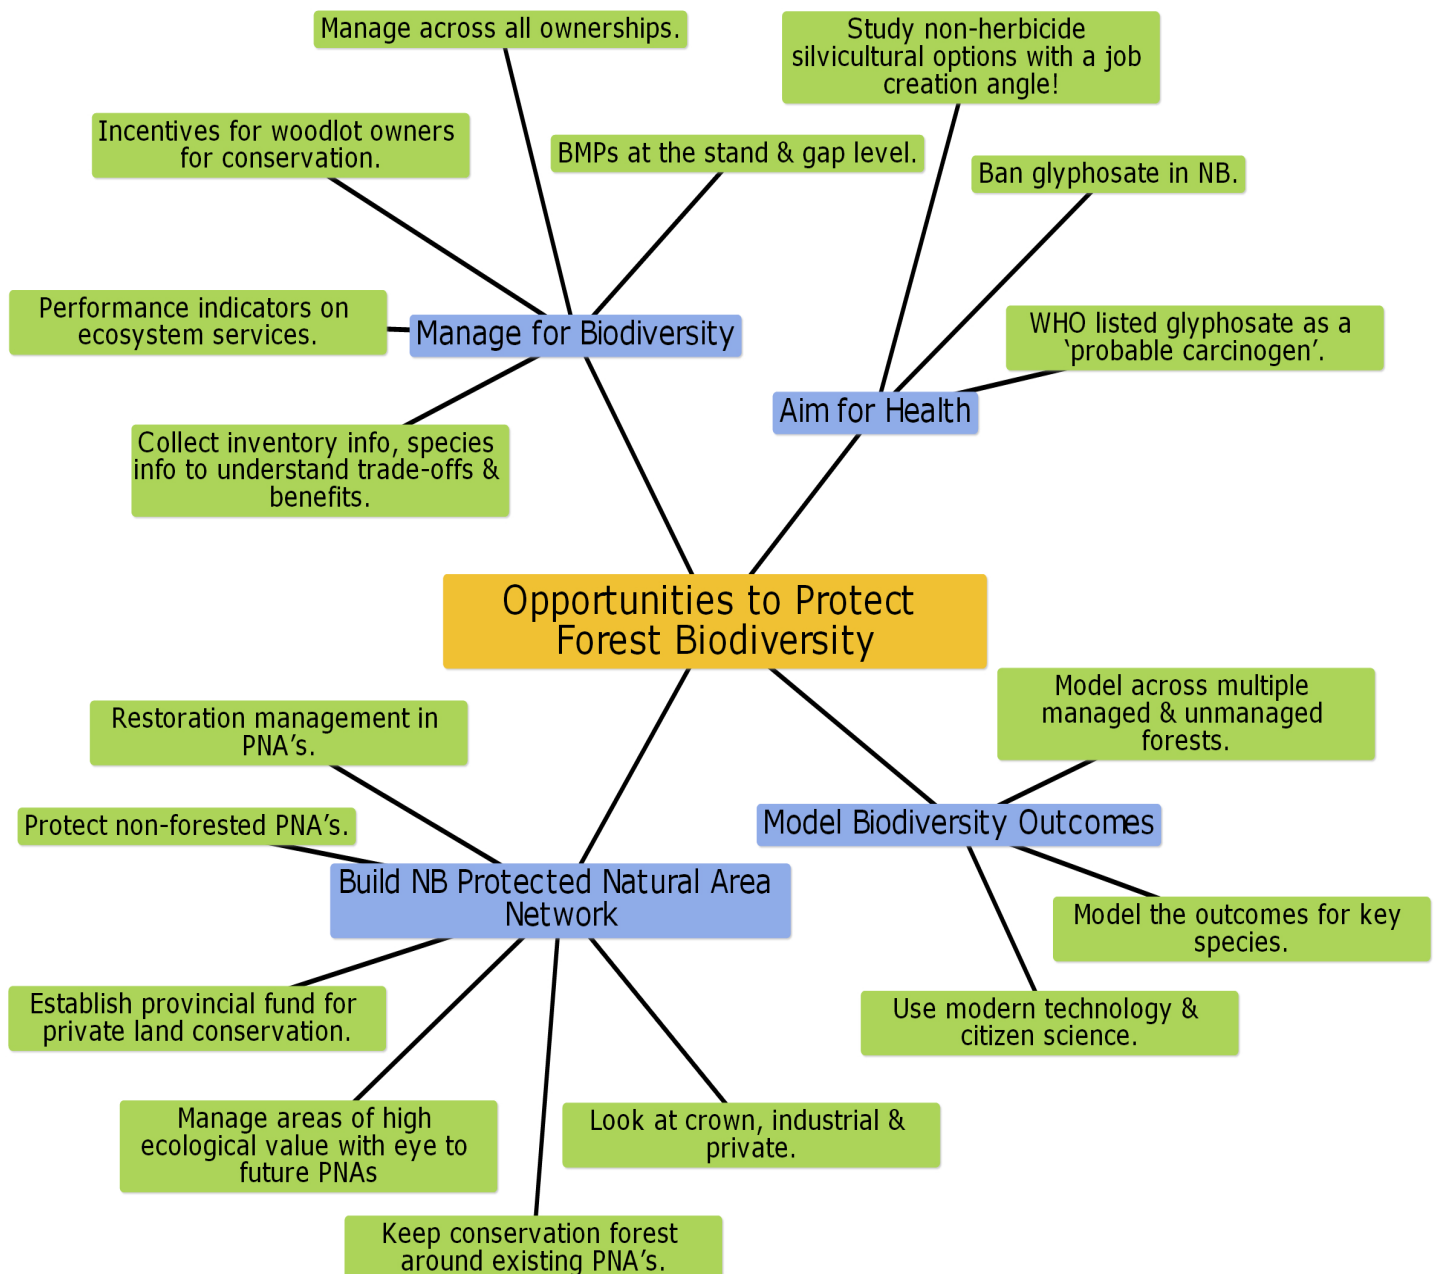 Manage across all ownerships.
Study non-herbicide
silvicultural options with a job
creation angle!
Incentives for woodlot owners
for conservation.
BMPs at the stand & gap level.
Ban glyphosate in NB.
Performance indicators on
ecosystem services.
Manage for Biodiversity
WHO listed glyphosate as a
‘probable carcinogen’.
Aim for Health
Collect inventory info, species
info to understand trade-offs &
benefits.
Opportunities to Protect
Forest Biodiversity
Restoration management in
PNA’s.
Model across multiple
managed & unmanaged
forests.
Protect non-forested PNA’s.
Model Biodiversity Outcomes
Build NB Protected Natural Area
Network
Model the outcomes for key
species.
Establish provincial fund for
private land conservation.
Use modern technology &
citizen science.
Manage areas of high
ecological value with eye to
future PNAs
Look at crown, industrial &
private.
Keep conservation forest
around existing PNA’s.